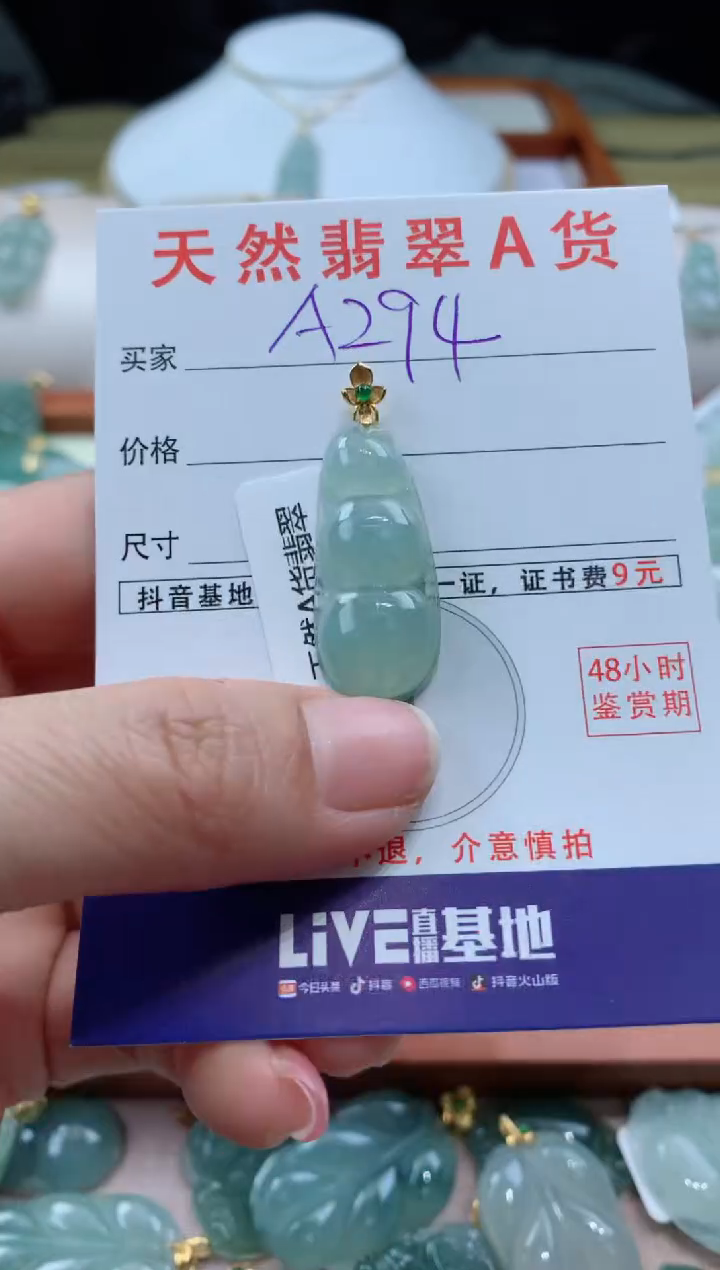 天然翡翠A货
买家 A294
价格
尺寸
抖音基地 一证，证书费9元
48小时
鉴赏期
不退，介意慎拍
LiVE直播基地
今日头条 抖音 西瓜视频 抖音火山版